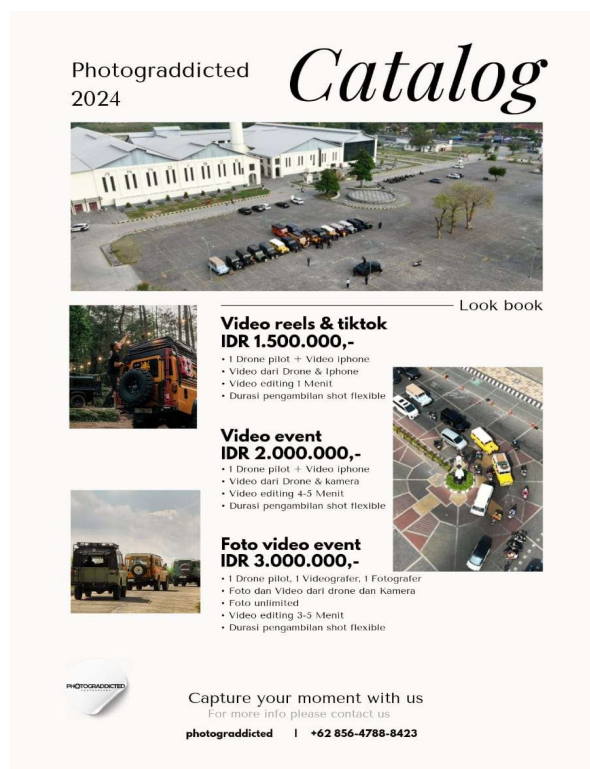 Photograddicted
2024
Catalog
Look book
Video reels & tiktok
IDR 1.500.000,-
• 1 Drone pilot + Video iphone
• Video dari Drone & Iphone
• Video editing 1 Menit
• Durasi pengambilan shot flexible
Video event
IDR 2.000.000,-
• 1 Drone pilot + Video iphone
• Video dari Drone & kamera
• Video editing 4-5 Menit
• Durasi pengambilan shot flexible
Foto video event
IDR 3.000.000,-
• 1 Drone pilot, 1 Videografer, 1 Fotografer
• Foto dan Video dari drone dan Kamera
• Foto unlimited
• Video editing 3-5 Menit
• Durasi pengambilan shot flexible
PHOTOGRADDICTED
Capture your moment with us
For more info please contact us
photograddicted | +62 856-4788-8423